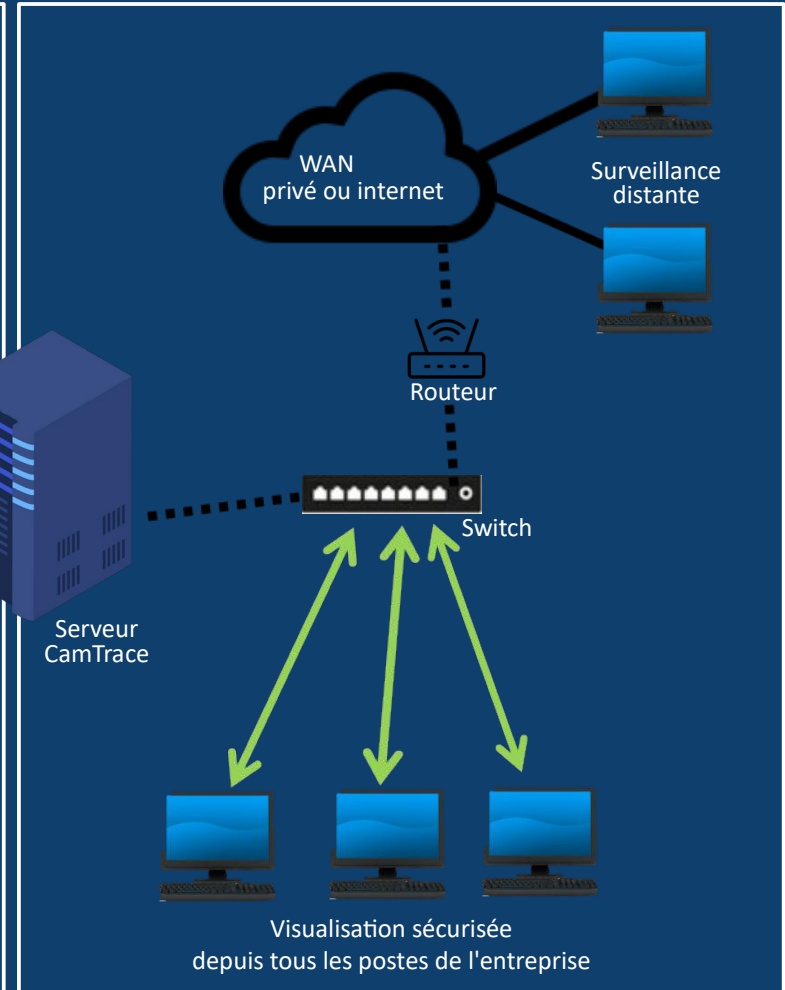 WAN
privé ou internet
Surveillance
distante
Routeur
Switch
Serveur
CamTrace
Visualisation sécurisée
depuis tous les postes de l'entreprise